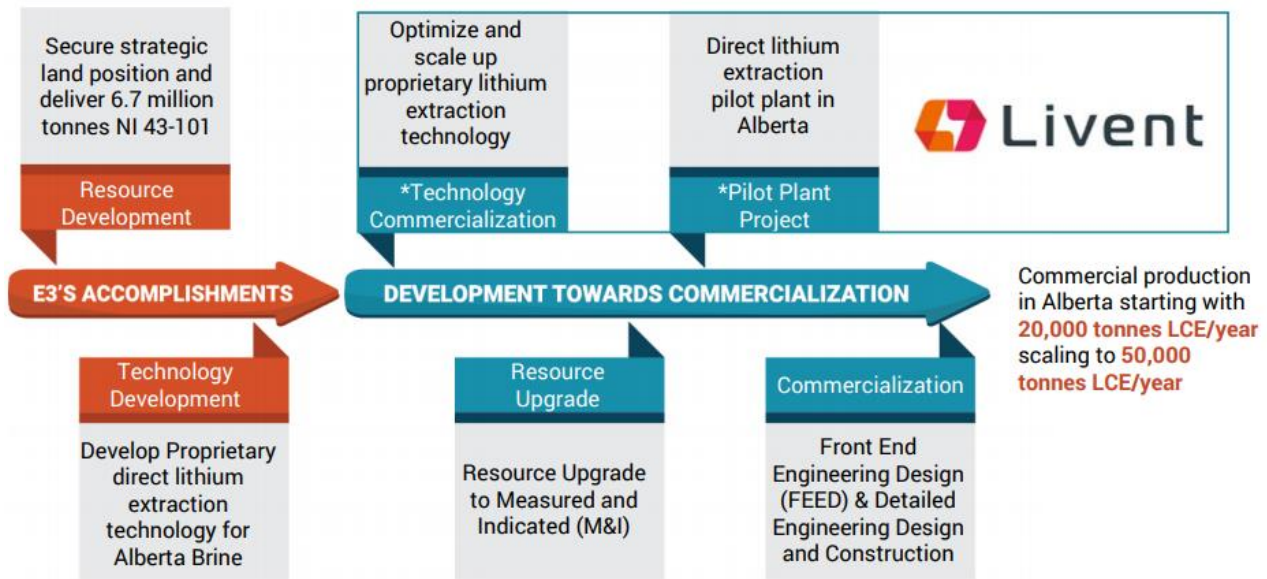 Secure strategic
land position and
deliver 6.7 million
tonnes NI 43-101
Resource
Development
Optimize and
scale up
proprietary lithium
extraction
technology
*Technology
Commercialization
Direct lithium
extraction
pilot plant in
Alberta
*Pilot Plant
Project
Livent
E3'S ACCOMPLISHMENTS
DEVELOPMENT TOWARDS COMMERCIALIZATION
Commercial production
in Alberta starting with
20,000 tonnes LCE/year
scaling to 50,000
tonnes LCE/year
Technology
Development
Develop Proprietary
direct lithium
extraction
technology for
Alberta Brine
Resource
Upgrade
Resource Upgrade
to Measured and
Indicated (M&I)
Commercialization
Front End
Engineering Design
(FEED) & Detailed
Engineering Design
and Construction